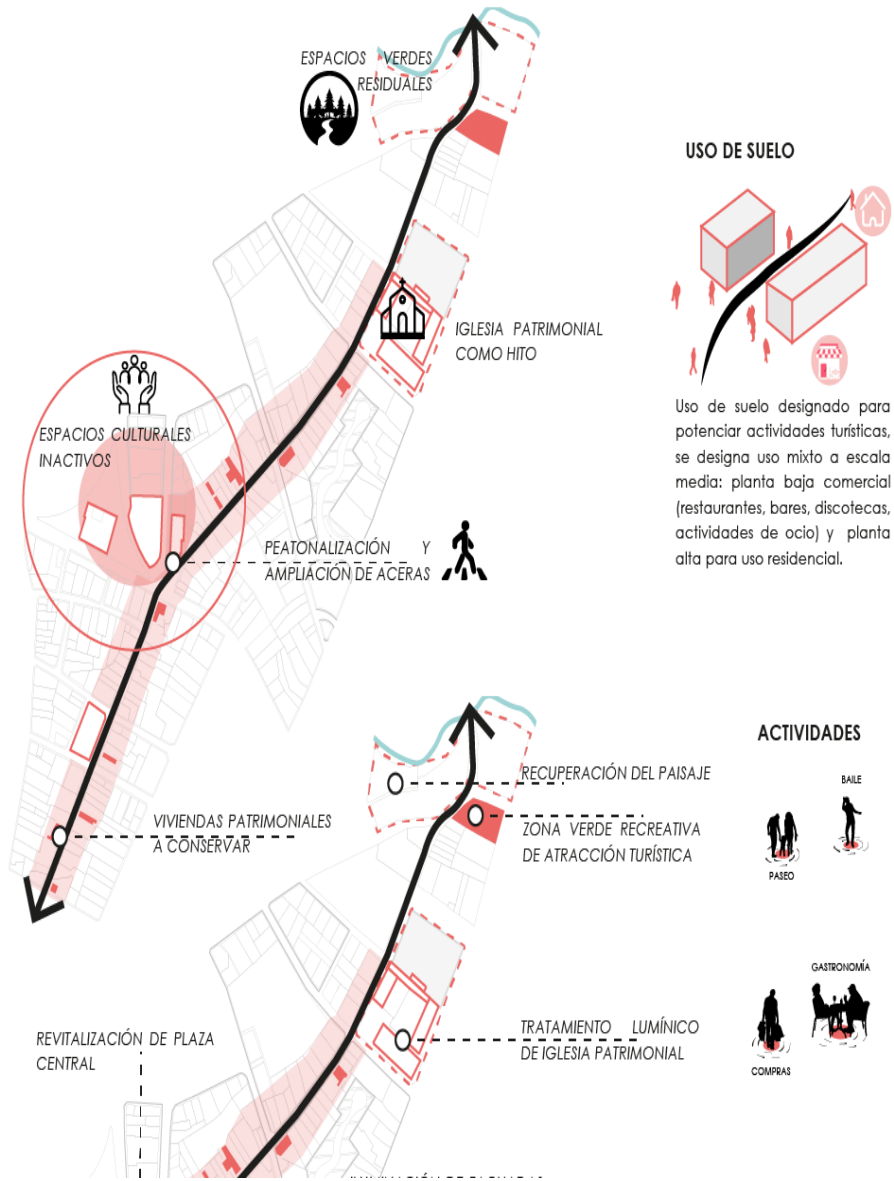 ESPACIOS VERDES
RESIDUALES
IGLESIA PATRIMONIAL
COMO HITO
ESPACIOS CULTURALES
INACTIVOS
PEATONALIZACIÓN Y
AMPLIACIÓN DE ACERAS
VIVIENDAS PATRIMONIALES
A CONSERVAR
USO DE SUELO
Uso de suelo designado para
potenciar actividades turísticas,
se designa uso mixto a escala
media: planta baja comercial
(restaurantes, bares, discotecas,
actividades de ocio) y planta
alta para uso residencial.
RECUPERACIÓN DEL PAISAJE
ZONA VERDE RECREATIVA
DE ATRACCIÓN TURÍSTICA
TRATAMIENTO LUMÍNICO
DE IGLESIA PATRIMONIAL
REVITALIZACIÓN DE PLAZA
CENTRAL
ACTIVIDADES
BAILE
PASEO
GASTRONOMÍA
COMPRAS